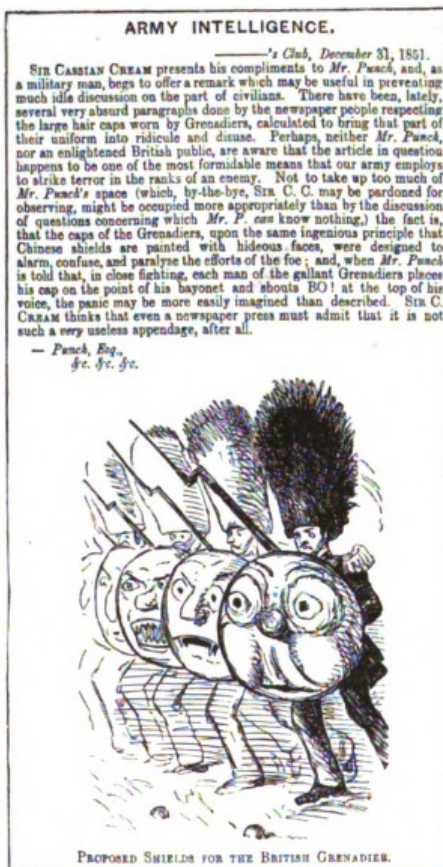 ARMY INTELLIGENCE.
———'s Club, December 31, 1851.
SIR CASSIAN CREAM presents his compliments to Mr. Punch, and, as
a military man, begs to offer a remark which may be useful in preventing
much idle discussion on the part of civilians. There have been, lately,
several very absurd paragraphs done by the newspaper people respecting
the large hair caps worn by Grenadiers, calculated to bring that part of
their uniform into ridicule and disuse. Perhaps, neither Mr. Punch,
nor an enlightened British public, are aware that the article in question
happens to be one of the most formidable means that our army employs
to strike terror in the ranks of an enemy. Not to take up too much of
Mr. Punch's space (which, by-the-bye, SIR C. C. may be pardoned for
observing, might be occupied more appropriately than by the discussion
of questions concerning which Mr. P. can know nothing,) the fact is
that the caps of the Grenadiers, upon the same ingenious principle that
Chinese shields are painted with hideous faces, were designed to
alarm, confuse, and paralyse the efforts of the foe; and, when Mr. Punch
is told that, in close fighting, each man of the gallant Grenadiers places
his cap on the point of his bayonet and shouts BO! at the top of his
voice, the panic may be more easily imagined than described. SIR C.
CREAM thinks that even a newspaper press must admit that it is not
such a very useless appendage, after all.
— Punch, Esq.,
&c. &c. &c.
PROPOSED SHIELDS FOR THE BRITISH GRENADIER.